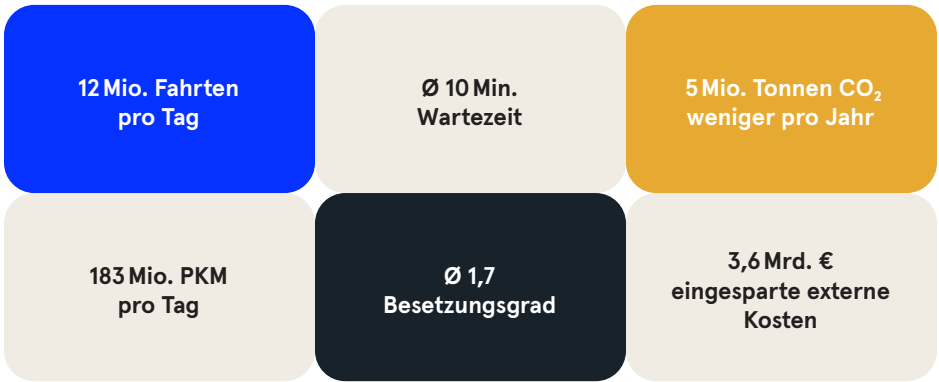 12 Mio. Fahrten
pro Tag
Ø 10 Min.
Wartezeit
5 Mio. Tonnen CO₂
weniger pro Jahr
183 Mio. PKM
pro Tag
Ø 1,7
Besetzungsgrad
3,6 Mrd. €
eingesparte externe
Kosten